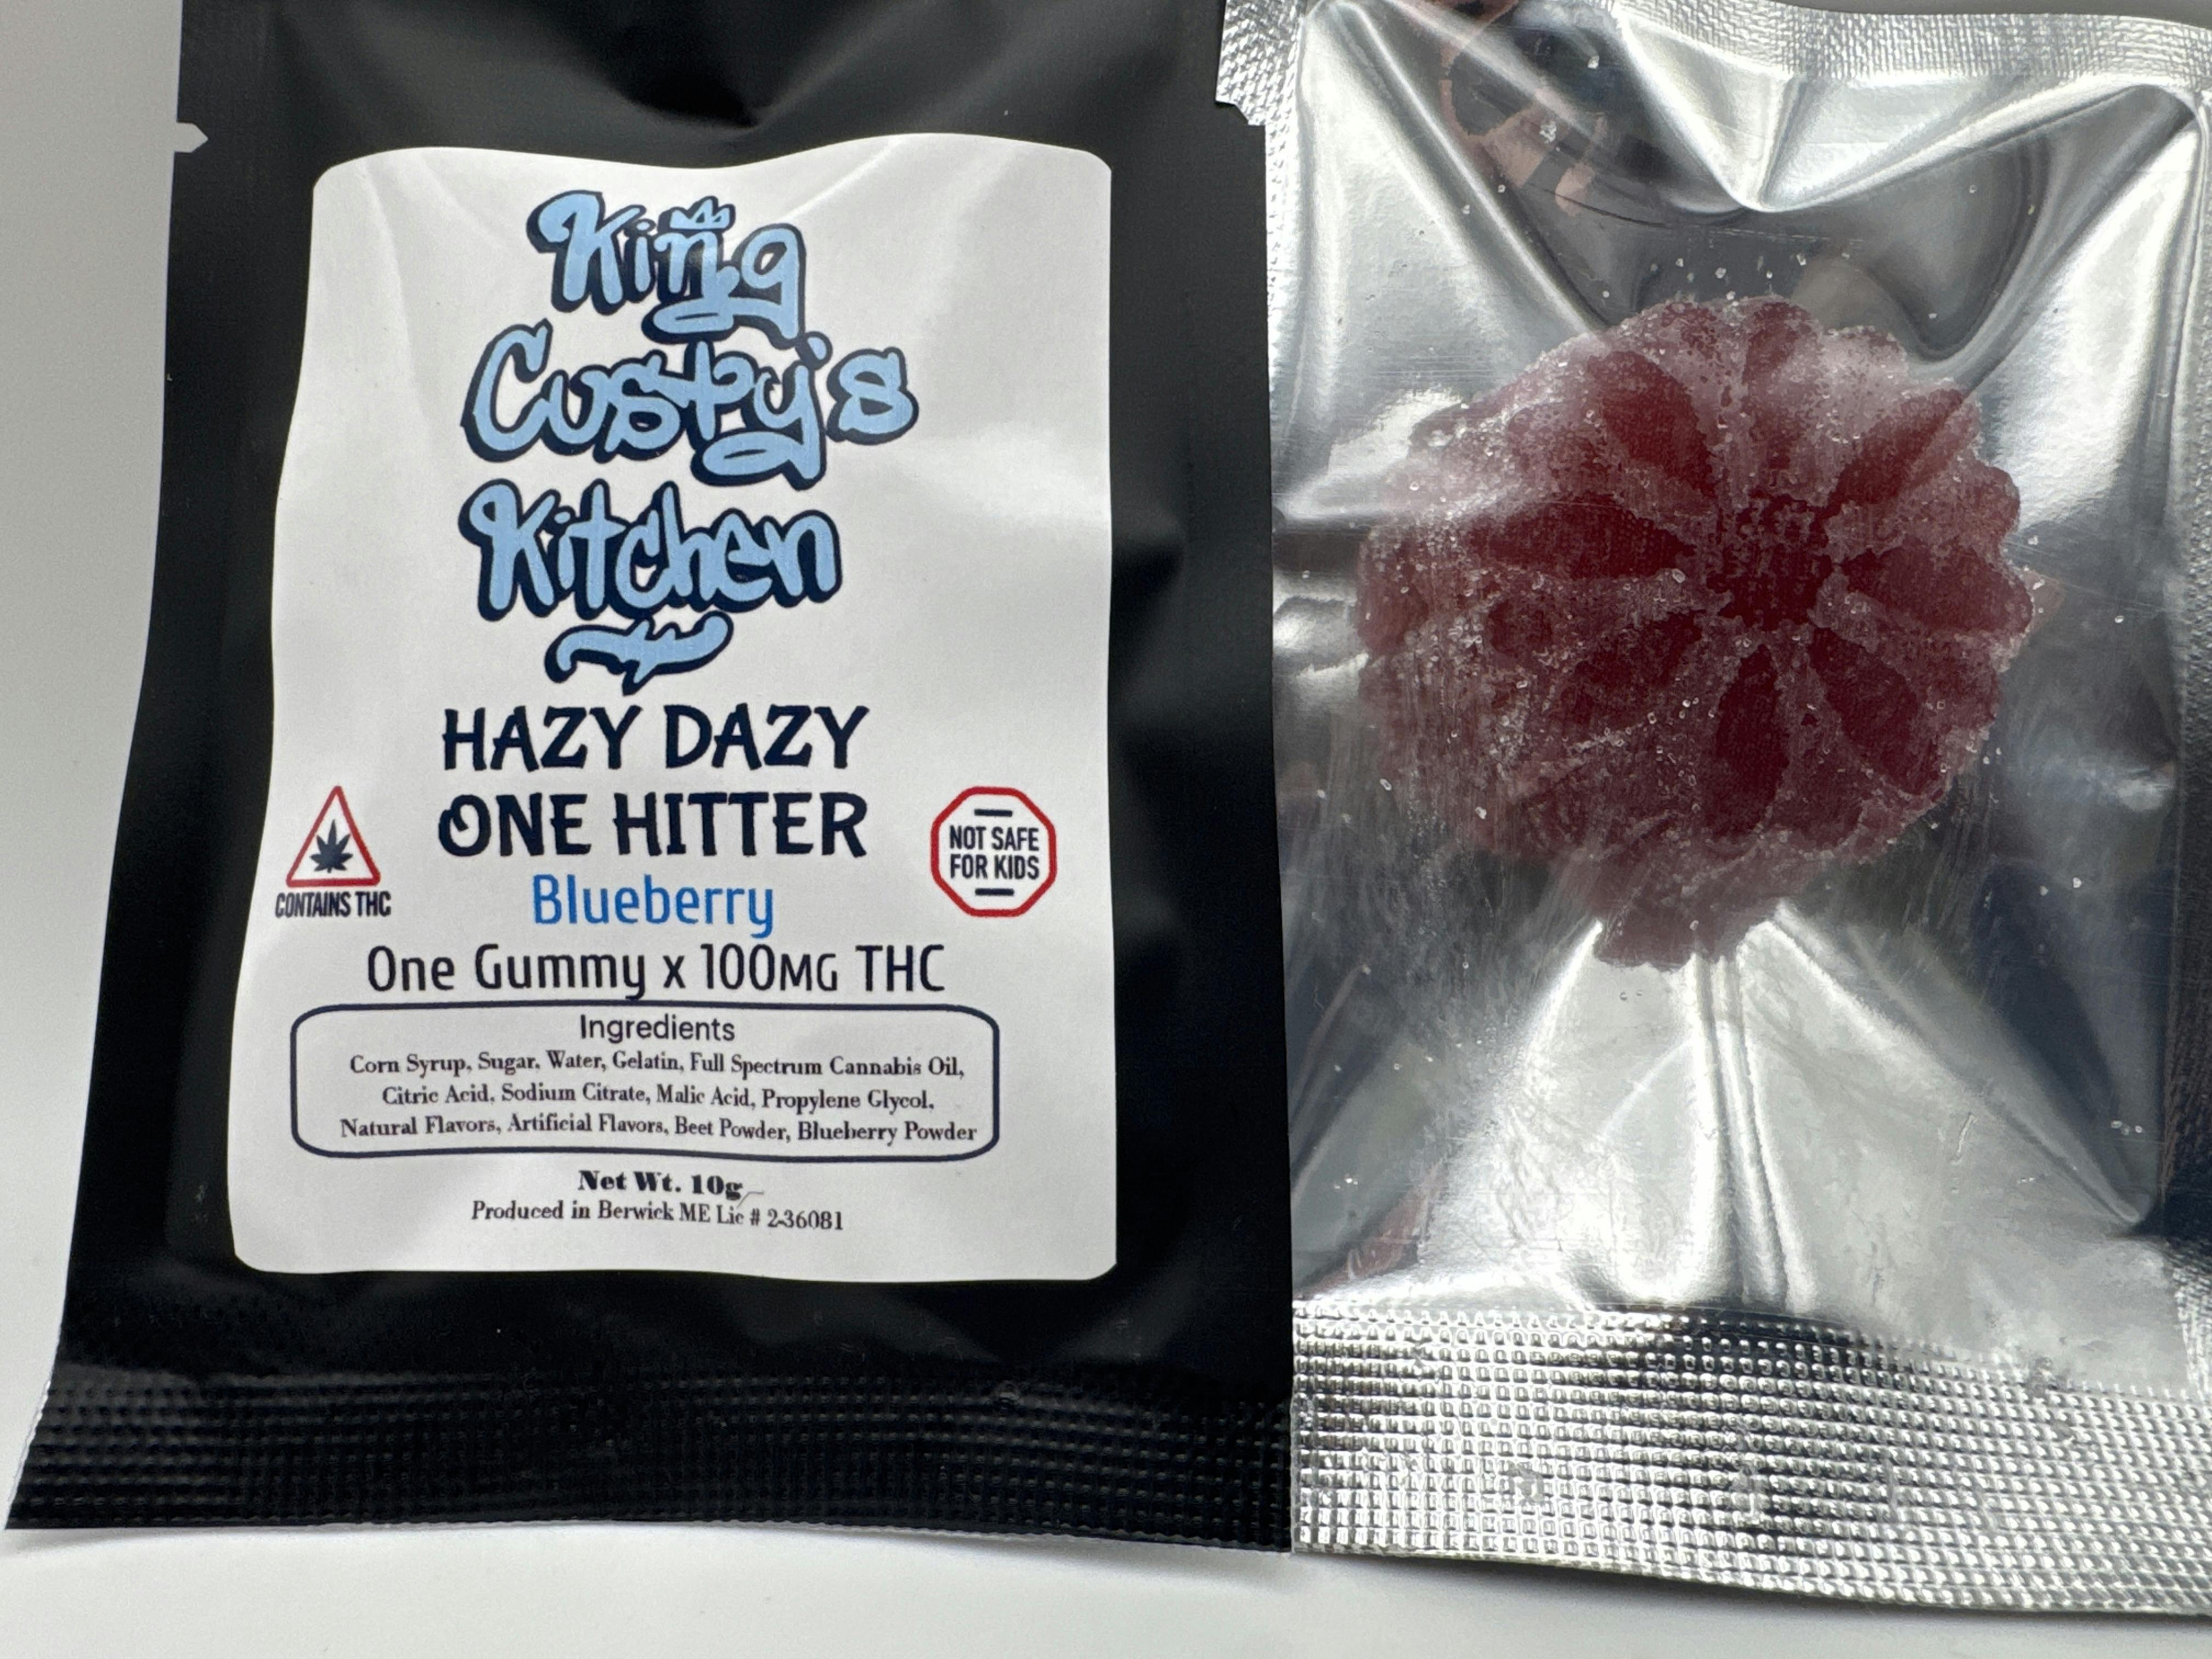 King
Custy's
Kitchen
HAZY DAZY
ONE HITTER
Blueberry
CONTAINS THC
NOT SAFE
FOR KIDS
One Gummy x 100MG THC
Ingredients
Corn Syrup, Sugar, Water, Gelatin, Full Spectrum Cannabis Oil,
Citric Acid, Sodium Citrate, Malic Acid, Propylene Glycol,
Natural Flavors, Artificial Flavors, Beet Powder, Blueberry Powder
Net Wt. 10g
Produced in Berwick ME Lic # 2-36081